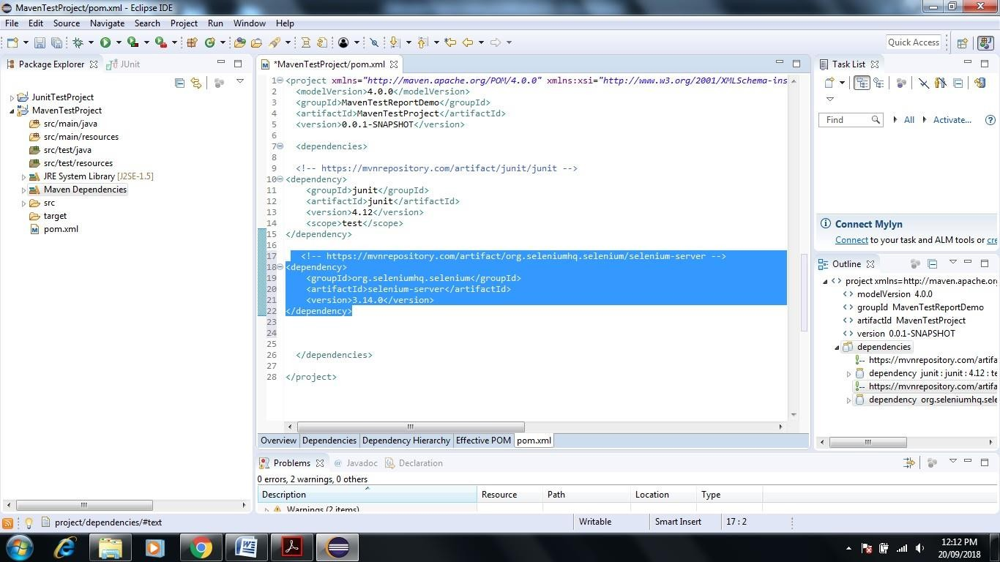 MavenTestProject/pom.xml - Eclipse IDE
File Edit Source Navigate Search Project Run Window Help
Quick Access
Package Explorer
JUnit
JunitTestProject
MavenTestProject
src/main/java
src/main/resources
src/test/java
src/test/resources
JRE System Library [J2SE-1.5]
Maven Dependencies
src
target
pom.xml
*MavenTestProject/pom.xml
1 <project xmlns="http://maven.apache.org/POM/4.0.0" xmlns:xsi="http://www.w3.org/2001/XMLSchema-ins
2 <modelVersion>4.0.0</modelVersion>
3 <groupId>MavenTestReportDemo</groupId>
4 <artifactId>MavenTestProject</artifactId>
5 <version>0.0.1-SNAPSHOT</version>
6
7 <dependencies>
8
9 <!-- https://mvnrepository.com/artifact/junit/junit -->
10 <dependency>
11 <groupId>junit</groupId>
12 <artifactId>junit</artifactId>
13 <version>4.12</version>
14 <scope>test</scope>
15 </dependency>
16
17 <!-- https://mvnrepository.com/artifact/org.seleniumhq.selenium/selenium-server -->
18 <dependency>
19 <groupId>org.seleniumhq.selenium</groupId>
20 <artifactId>selenium-server</artifactId>
21 <version>3.14.0</version>
22 </dependency>
23
24
25
26 </dependencies>
27
28 </project>
Overview Dependencies Dependency Hierarchy Effective POM pom.xml
Task List
Find All Activate...
Connect Mylyn
Connect to your task and ALM tools or cre
Outline
project xmlns=http://maven.apache.or
modelVersion 4.0.0
groupId MavenTestReportDemo
artifactId MavenTestProject
version 0.0.1-SNAPSHOT
dependencies
https://mvnrepository.com/artifa
dependency junit : junit : 4.12 : te
https://mvnrepository.com/artifa
dependency org.seleniumhq.sele
Problems @ Javadoc Declaration
0 errors, 2 warnings, 0 others
Description Resource Path Location Type
Warnings (2 items)
project/dependencies/#text
Writable Smart Insert 17 : 2
12:12 PM
20/09/2018